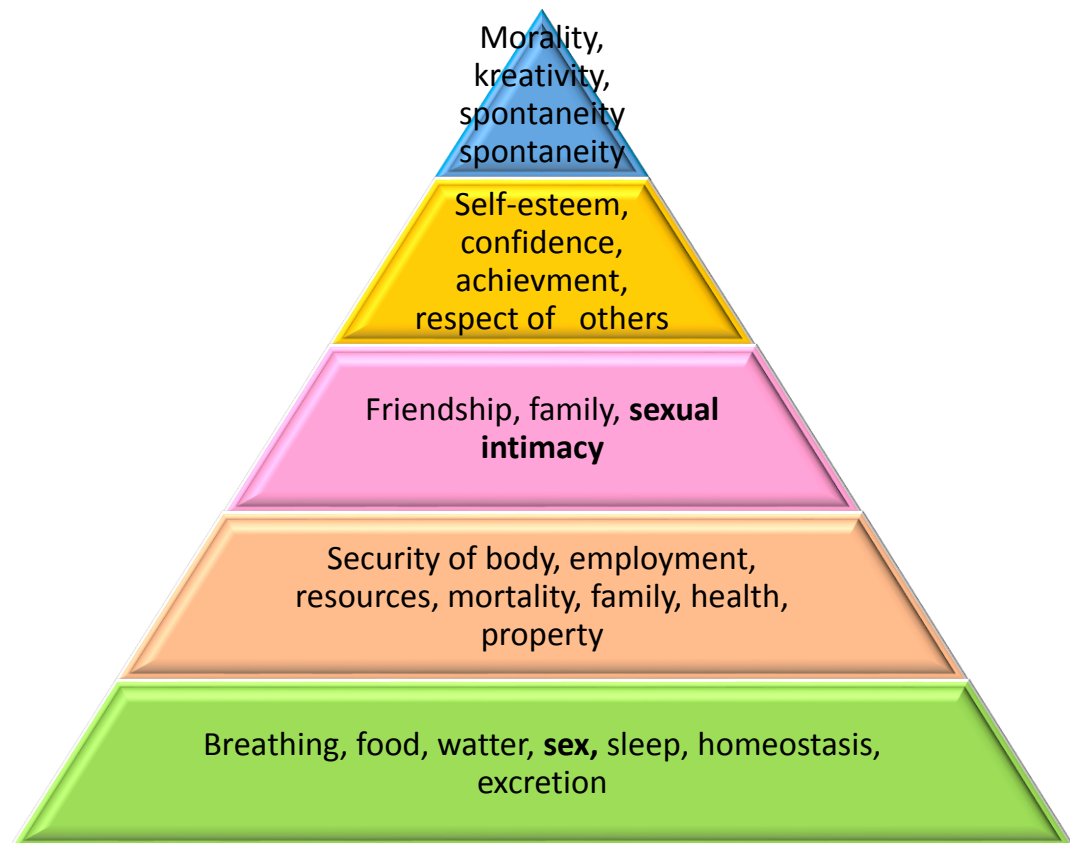 Morality,
kreativity,
spontaneity
spontaneity
Self-esteem,
confidence,
achievment,
respect of   others
Friendship, family, sexual
intimacy
Security of body, employment,
resources, mortality, family, health,
property
Breathing, food, watter, sex, sleep, homeostasis,
excretion